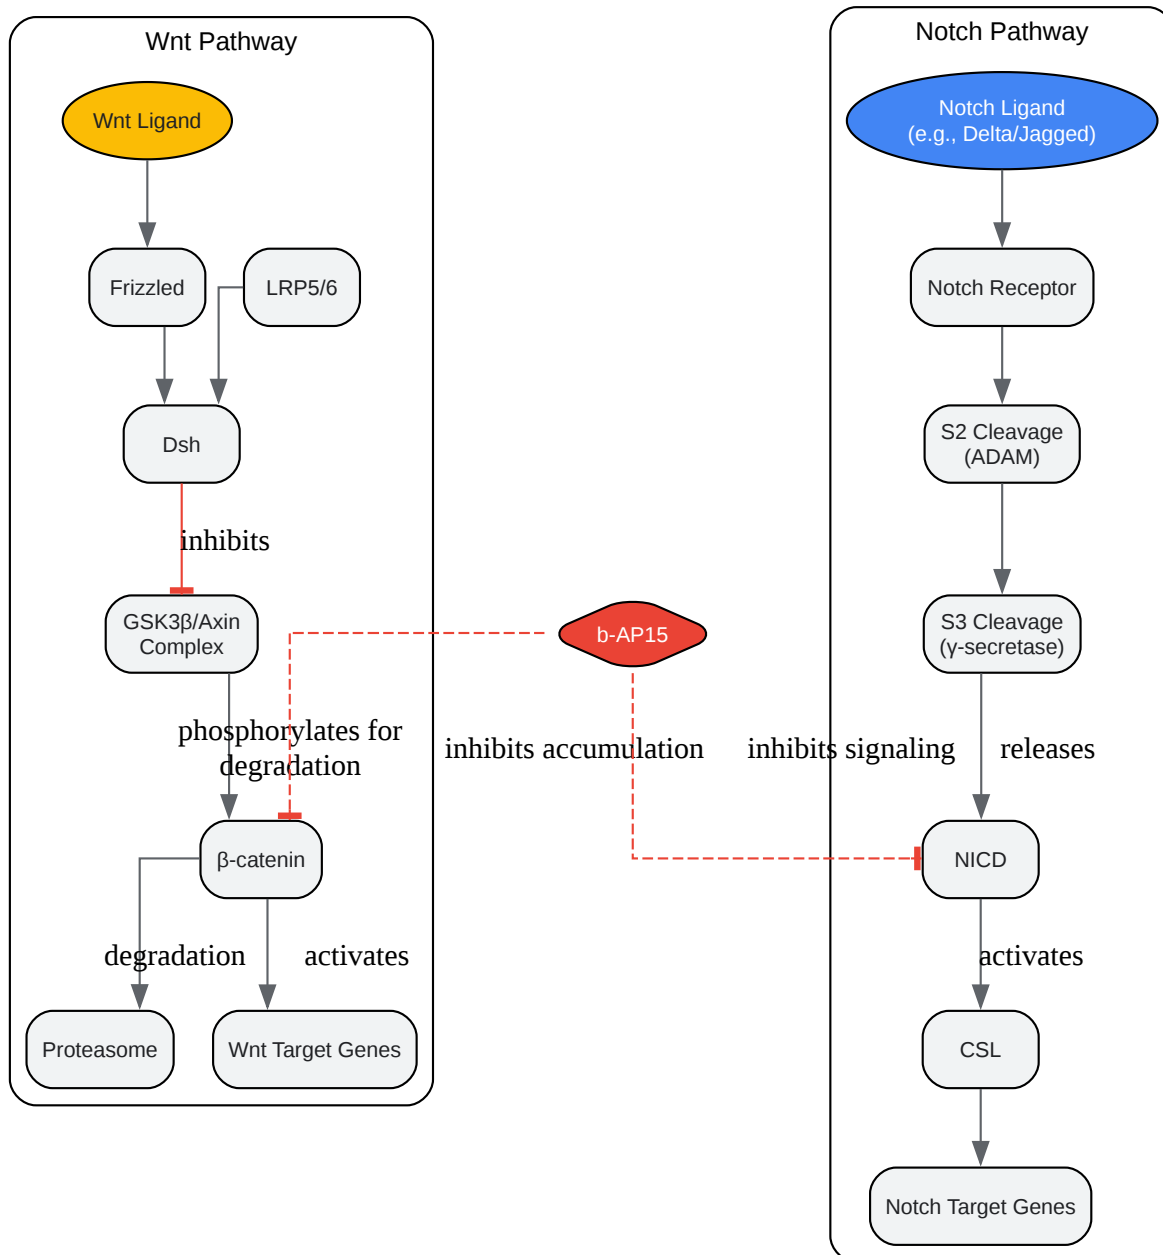 Wnt Pathway
Wnt Ligand
Frizzled
LRP5/6
Dsh
inhibits
GSK3β/Axin
Complex
phosphorylates for
degradation
β-catenin
degradation
activates
Proteasome
Wnt Target Genes
b-AP15
inhibits accumulation
inhibits signaling
Notch Pathway
Notch Ligand
(e.g., Delta/Jagged)
Notch Receptor
S2 Cleavage
(ADAM)
S3 Cleavage
(γ-secretase)
releases
NICD
activates
CSL
Notch Target Genes